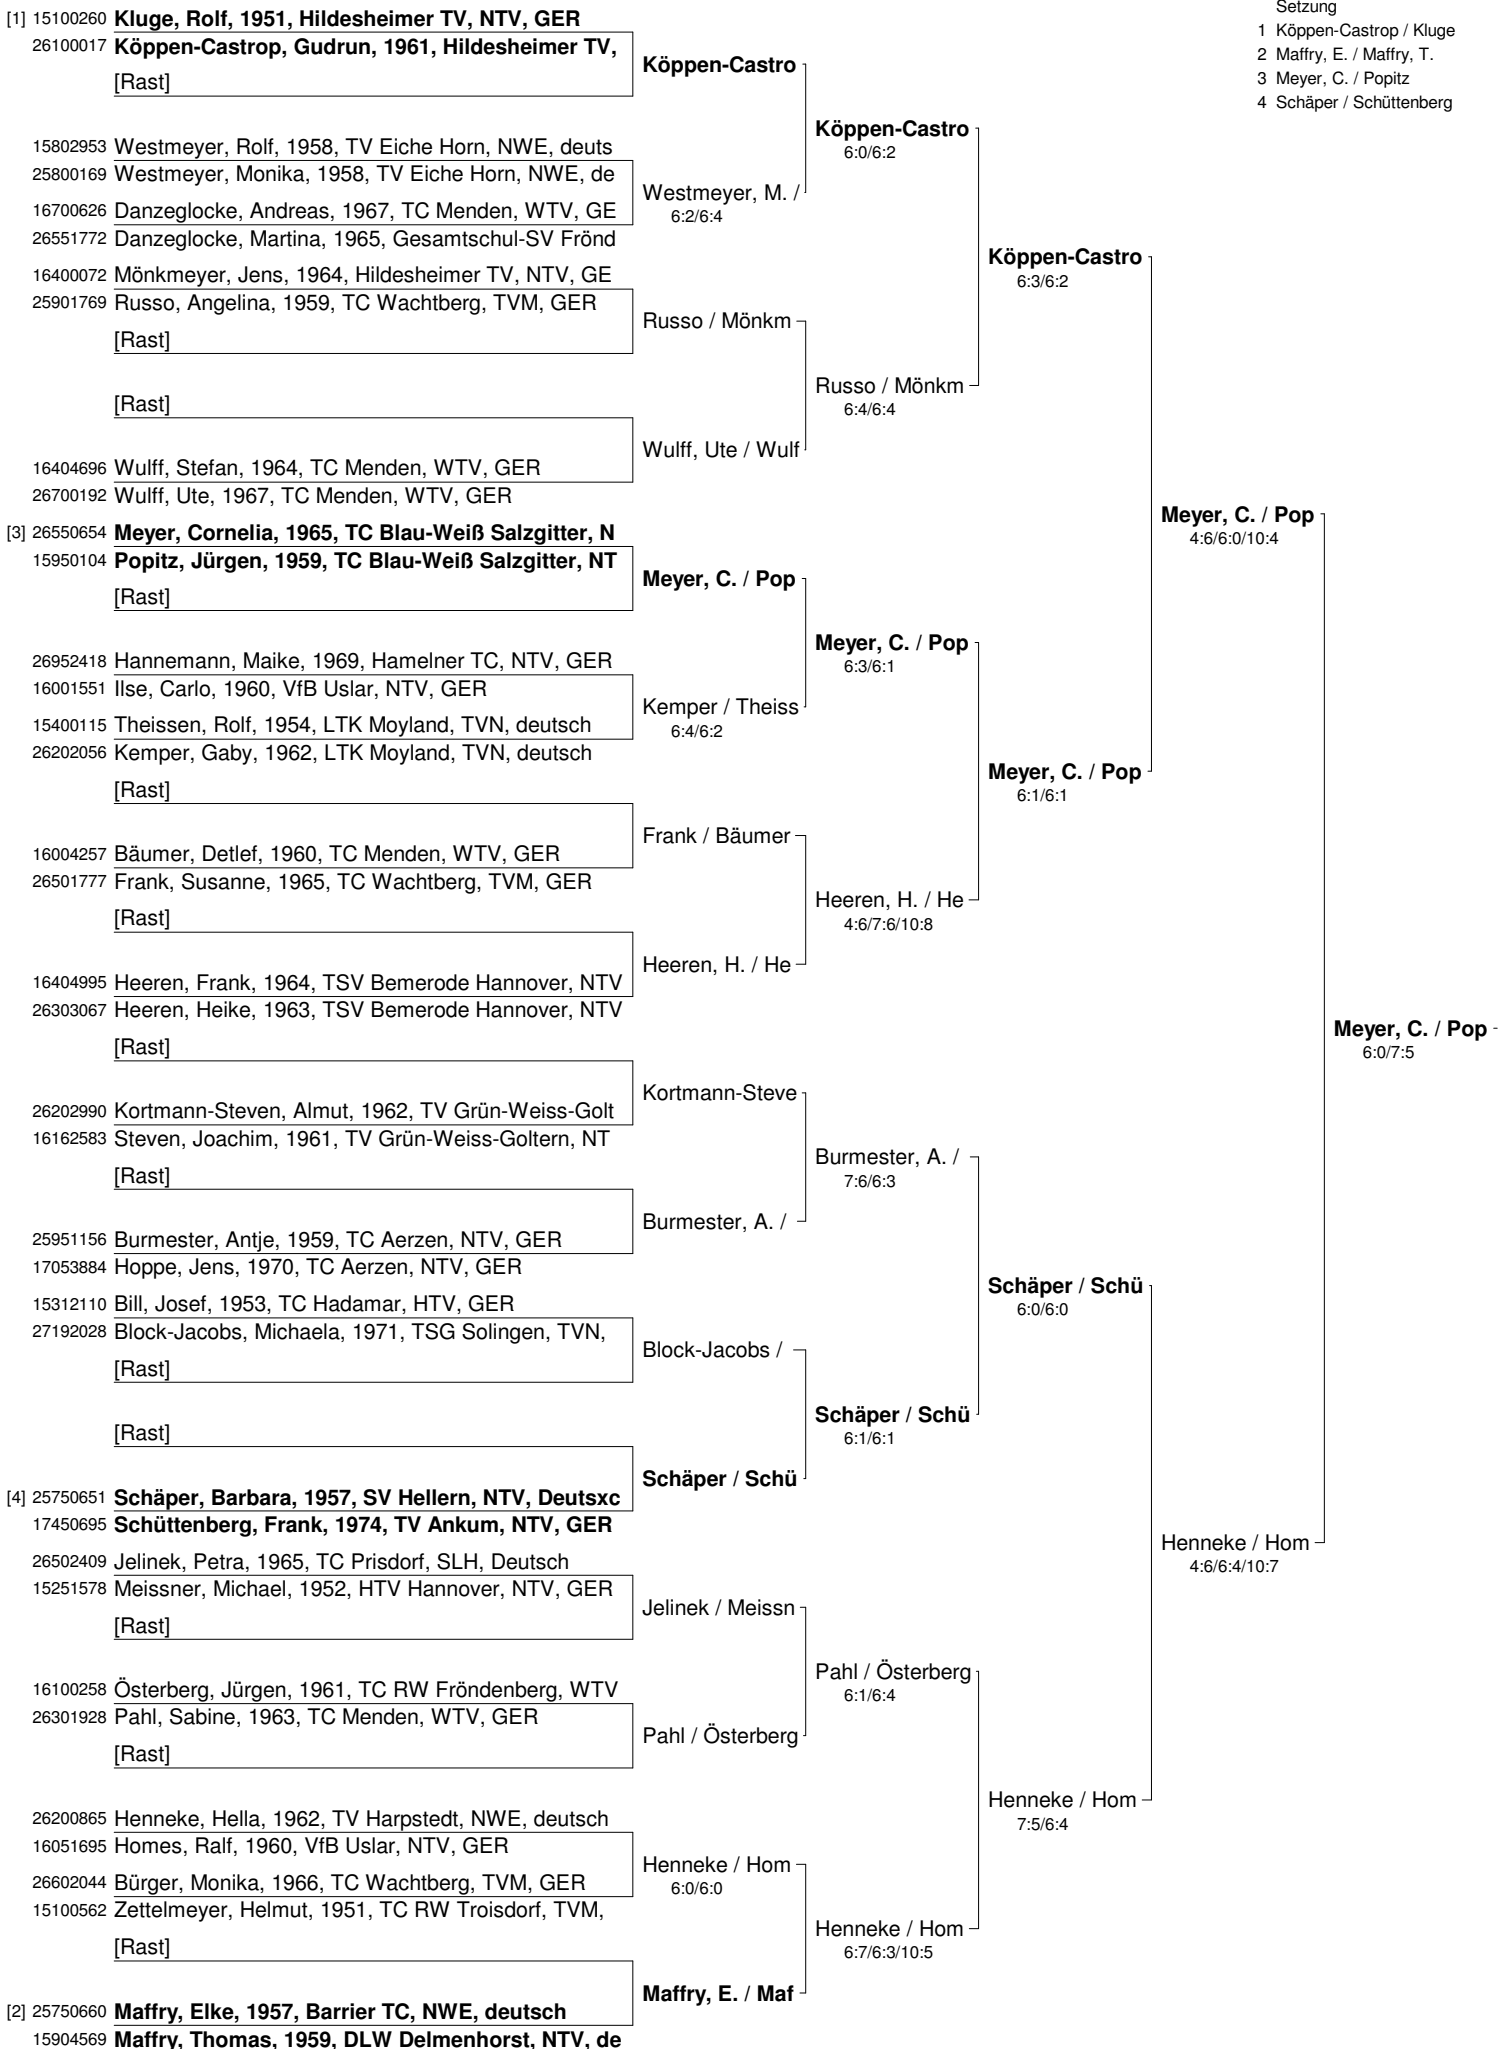 Setzung
1 Köppen-Castrop / Kluge
2 Maffry, E. / Maffry, T.
3 Meyer, C. / Popitz
4 Schäper / Schüttenberg
[1] 15100260 Kluge, Rolf, 1951, Hildesheimer TV, NTV, GER
26100017 Köppen-Castrop, Gudrun, 1961, Hildesheimer TV,
[Rast]
15802953 Westmeyer, Rolf, 1958, TV Eiche Horn, NWE, deuts
25800169 Westmeyer, Monika, 1958, TV Eiche Horn, NWE, de
16700626 Danzeglocke, Andreas, 1967, TC Menden, WTV, GE
26551772 Danzeglocke, Martina, 1965, Gesamtschul-SV Frönd
16400072 Mönkmeyer, Jens, 1964, Hildesheimer TV, NTV, GE
25901769 Russo, Angelina, 1959, TC Wachtberg, TVM, GER
[Rast]
[Rast]
16404696 Wulff, Stefan, 1964, TC Menden, WTV, GER
26700192 Wulff, Ute, 1967, TC Menden, WTV, GER
[3] 26550654 Meyer, Cornelia, 1965, TC Blau-Weiß Salzgitter, N
15950104 Popitz, Jürgen, 1959, TC Blau-Weiß Salzgitter, NT
[Rast]
26952418 Hannemann, Maike, 1969, Hamelner TC, NTV, GER
16001551 Ilse, Carlo, 1960, VfB Uslar, NTV, GER
15400115 Theissen, Rolf, 1954, LTK Moyland, TVN, deutsch
26202056 Kemper, Gaby, 1962, LTK Moyland, TVN, deutsch
[Rast]
16004257 Bäumer, Detlef, 1960, TC Menden, WTV, GER
26501777 Frank, Susanne, 1965, TC Wachtberg, TVM, GER
[Rast]
16404995 Heeren, Frank, 1964, TSV Bemerode Hannover, NTV
26303067 Heeren, Heike, 1963, TSV Bemerode Hannover, NTV
[Rast]
26202990 Kortmann-Steven, Almut, 1962, TV Grün-Weiss-Golt
16162583 Steven, Joachim, 1961, TV Grün-Weiss-Goltern, NT
[Rast]
25951156 Burmester, Antje, 1959, TC Aerzen, NTV, GER
17053884 Hoppe, Jens, 1970, TC Aerzen, NTV, GER
15312110 Bill, Josef, 1953, TC Hadamar, HTV, GER
27192028 Block-Jacobs, Michaela, 1971, TSG Solingen, TVN,
[Rast]
[Rast]
[4] 25750651 Schäper, Barbara, 1957, SV Hellern, NTV, Deutsxc
17450695 Schüttenberg, Frank, 1974, TV Ankum, NTV, GER
26502409 Jelinek, Petra, 1965, TC Prisdorf, SLH, Deutsch
15251578 Meissner, Michael, 1952, HTV Hannover, NTV, GER
[Rast]
16100258 Österberg, Jürgen, 1961, TC RW Fröndenberg, WTV
26301928 Pahl, Sabine, 1963, TC Menden, WTV, GER
[Rast]
26200865 Henneke, Hella, 1962, TV Harpstedt, NWE, deutsch
16051695 Homes, Ralf, 1960, VfB Uslar, NTV, GER
26602044 Bürger, Monika, 1966, TC Wachtberg, TVM, GER
15100562 Zettelmeyer, Helmut, 1951, TC RW Troisdorf, TVM,
[Rast]
[2] 25750660 Maffry, Elke, 1957, Barrier TC, NWE, deutsch
15904569 Maffry, Thomas, 1959, DLW Delmenhorst, NTV, de
Köppen-Castro
Westmeyer, M. /
6:2/6:4
Russo / Mönkm
Wulff, Ute / Wulf
Meyer, C. / Pop
Kemper / Theiss
6:4/6:2
Frank / Bäumer
Heeren, H. / He
Kortmann-Steve
Burmester, A. /
Block-Jacobs /
Schäper / Schü
Jelinek / Meissn
Pahl / Österberg
Henneke / Hom
6:0/6:0
Maffry, E. / Maf
Köppen-Castro
6:0/6:2
Russo / Mönkm
6:4/6:4
Meyer, C. / Pop
6:3/6:1
Heeren, H. / He
4:6/7:6/10:8
Burmester, A. /
7:6/6:3
Schäper / Schü
6:1/6:1
Pahl / Österberg
6:1/6:4
Henneke / Hom
6:7/6:3/10:5
Köppen-Castro
6:3/6:2
Meyer, C. / Pop
6:1/6:1
Schäper / Schü
6:0/6:0
Henneke / Hom
7:5/6:4
Meyer, C. / Pop
4:6/6:0/10:4
Henneke / Hom
4:6/6:4/10:7
Meyer, C. / Pop
6:0/7:5